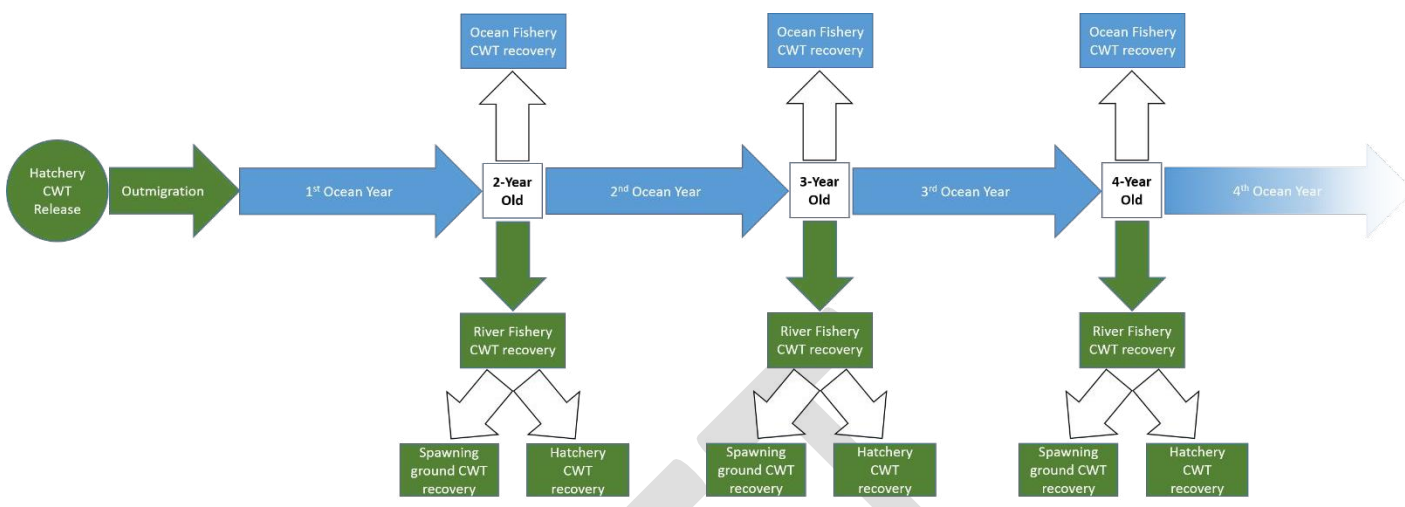 Ocean Fishery
CWT recovery
Ocean Fishery
CWT recovery
Ocean Fishery
CWT recovery
Hatchery
CWT
Release
Outmigration
1st Ocean Year
2-Year
Old
2nd Ocean Year
3-Year
Old
3rd Ocean Year
4-Year
Old
4th Ocean Year
River Fishery
CWT recovery
River Fishery
CWT recovery
River Fishery
CWT recovery
Spawning
ground CWT
recovery
Hatchery
CWT
recovery
Spawning
ground CWT
recovery
Hatchery
CWT
recovery
Spawning
ground CWT
recovery
Hatchery
CWT
recovery